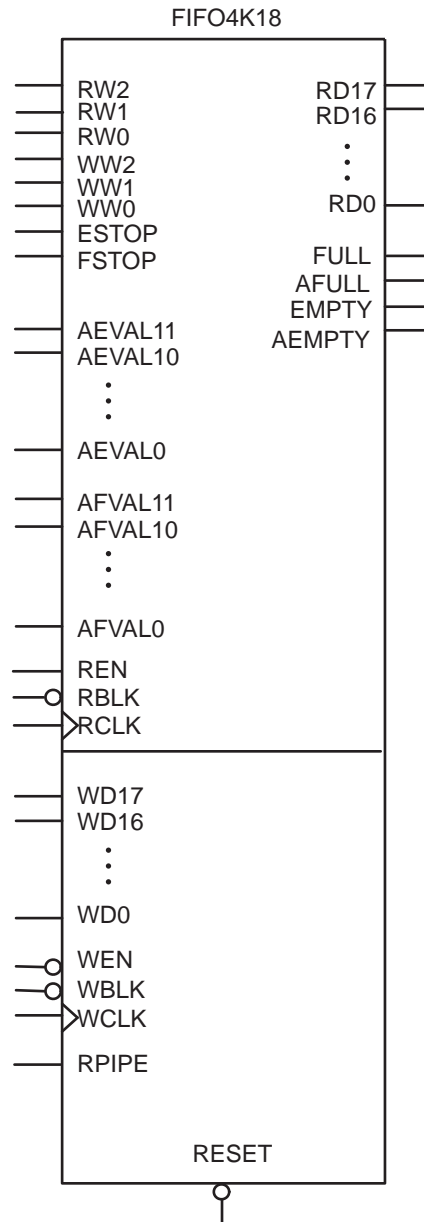 FIFO4K18
RW2
RW1
RW0
WW2
WW1
WW0
ESTOP
FSTOP
RD17
RD16
RD0
FULL
AFULL
EMPTY
AEMPTY
AEVAL11
AEVAL10
AEVAL0
AFVAL11
AFVAL10
AFVAL0
REN
RBLK
RCLK
WD17
WD16
WD0
WEN
WBLK
WCLK
RPIPE
RESET